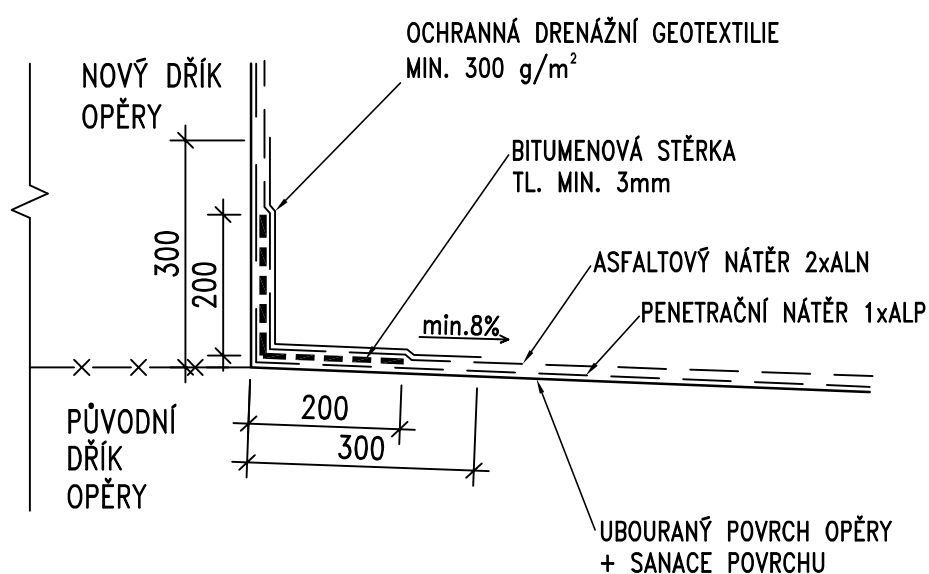 OCHRANNÁ DRENÁŽNÍ GEOTEXTILIE
MIN. 300 g/m²
NOVÝ DŘÍK
OPĚRY
BITUMENOVÁ STĚRKA
TL. MIN. 3mm
300
200
ASFALTOVÝ NÁTĚR 2xALN
PENETRAČNÍ NÁTĚR 1xALP
min.8%
200
300
PŮVODNÍ
DŘÍK
OPĚRY
UBOURANÝ POVRCH OPĚRY
+ SANACE POVRCHU